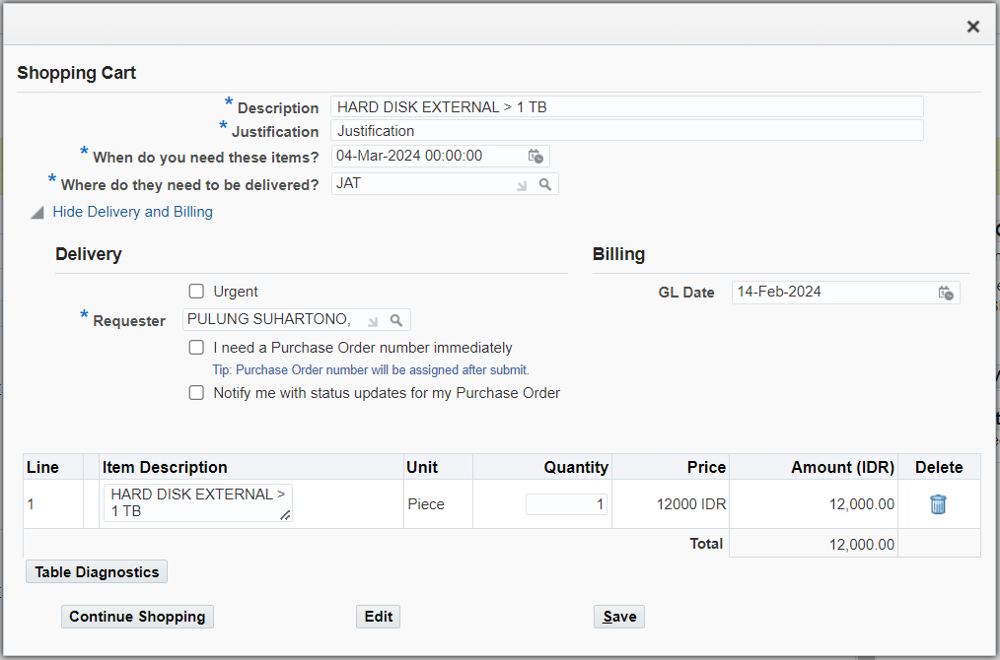 Shopping Cart
* Description HARD DISK EXTERNAL > 1 TB
* Justification Justification
* When do you need these items? 04-Mar-2024 00:00:00
* Where do they need to be delivered? JAT
Hide Delivery and Billing
Delivery
Urgent
* Requester PULUNG SUHARTONO,
I need a Purchase Order number immediately
Tip: Purchase Order number will be assigned after submit.
Notify me with status updates for my Purchase Order
Billing
GL Date 14-Feb-2024
Line Item Description Unit Quantity Price Amount (IDR) Delete
1 HARD DISK EXTERNAL > Piece 1 12000 IDR 12,000.00
1 TB
Total 12,000.00
Table Diagnostics
Continue Shopping Edit Save